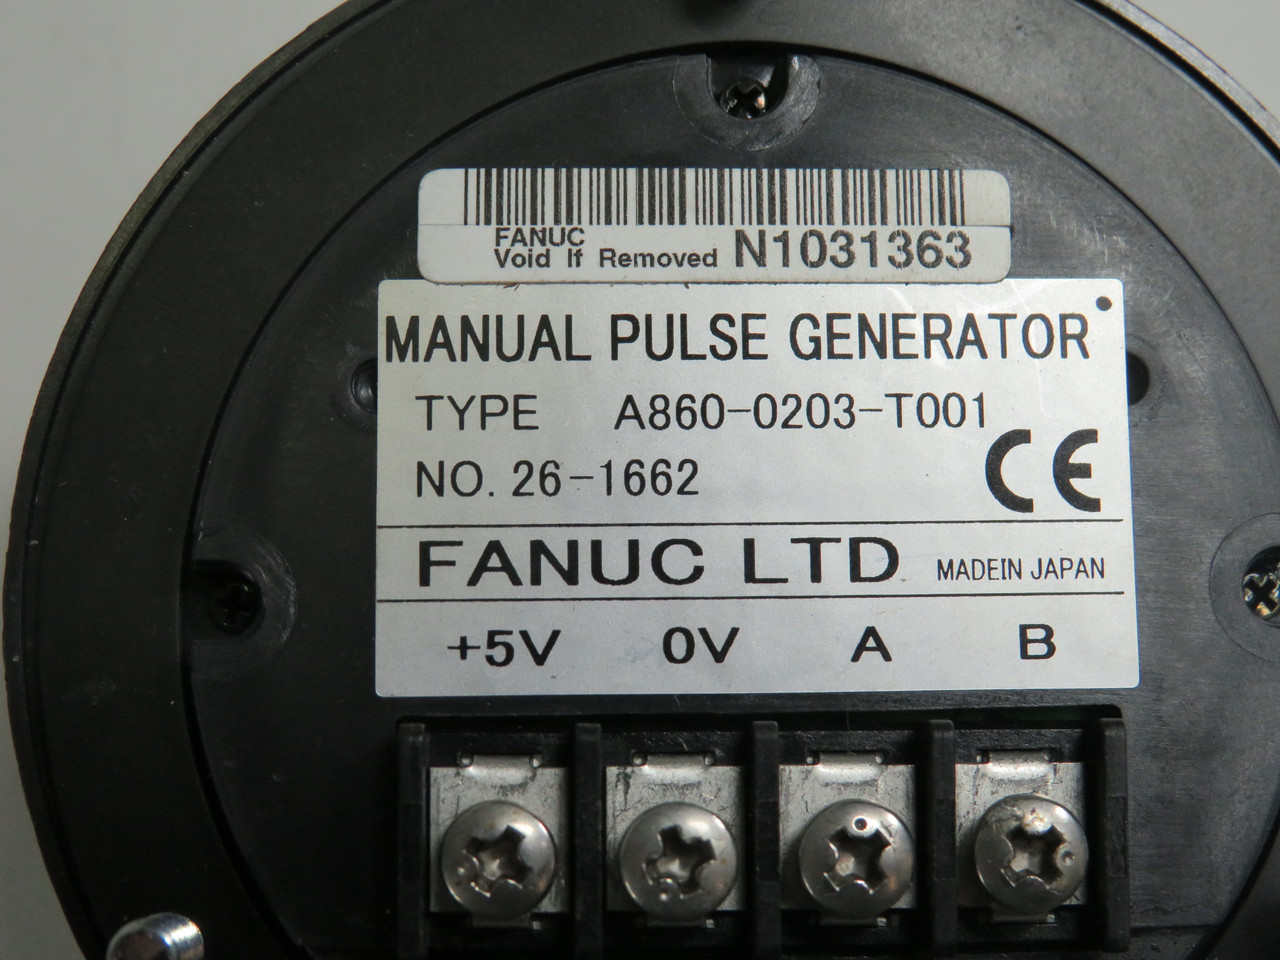 FANUC
Void If Removed N1031363
MANUAL PULSE GENERATOR
TYPE A860-0203-T001
NO. 26-1662
CE
FANUC LTD MADEIN JAPAN
+5V 0V A B